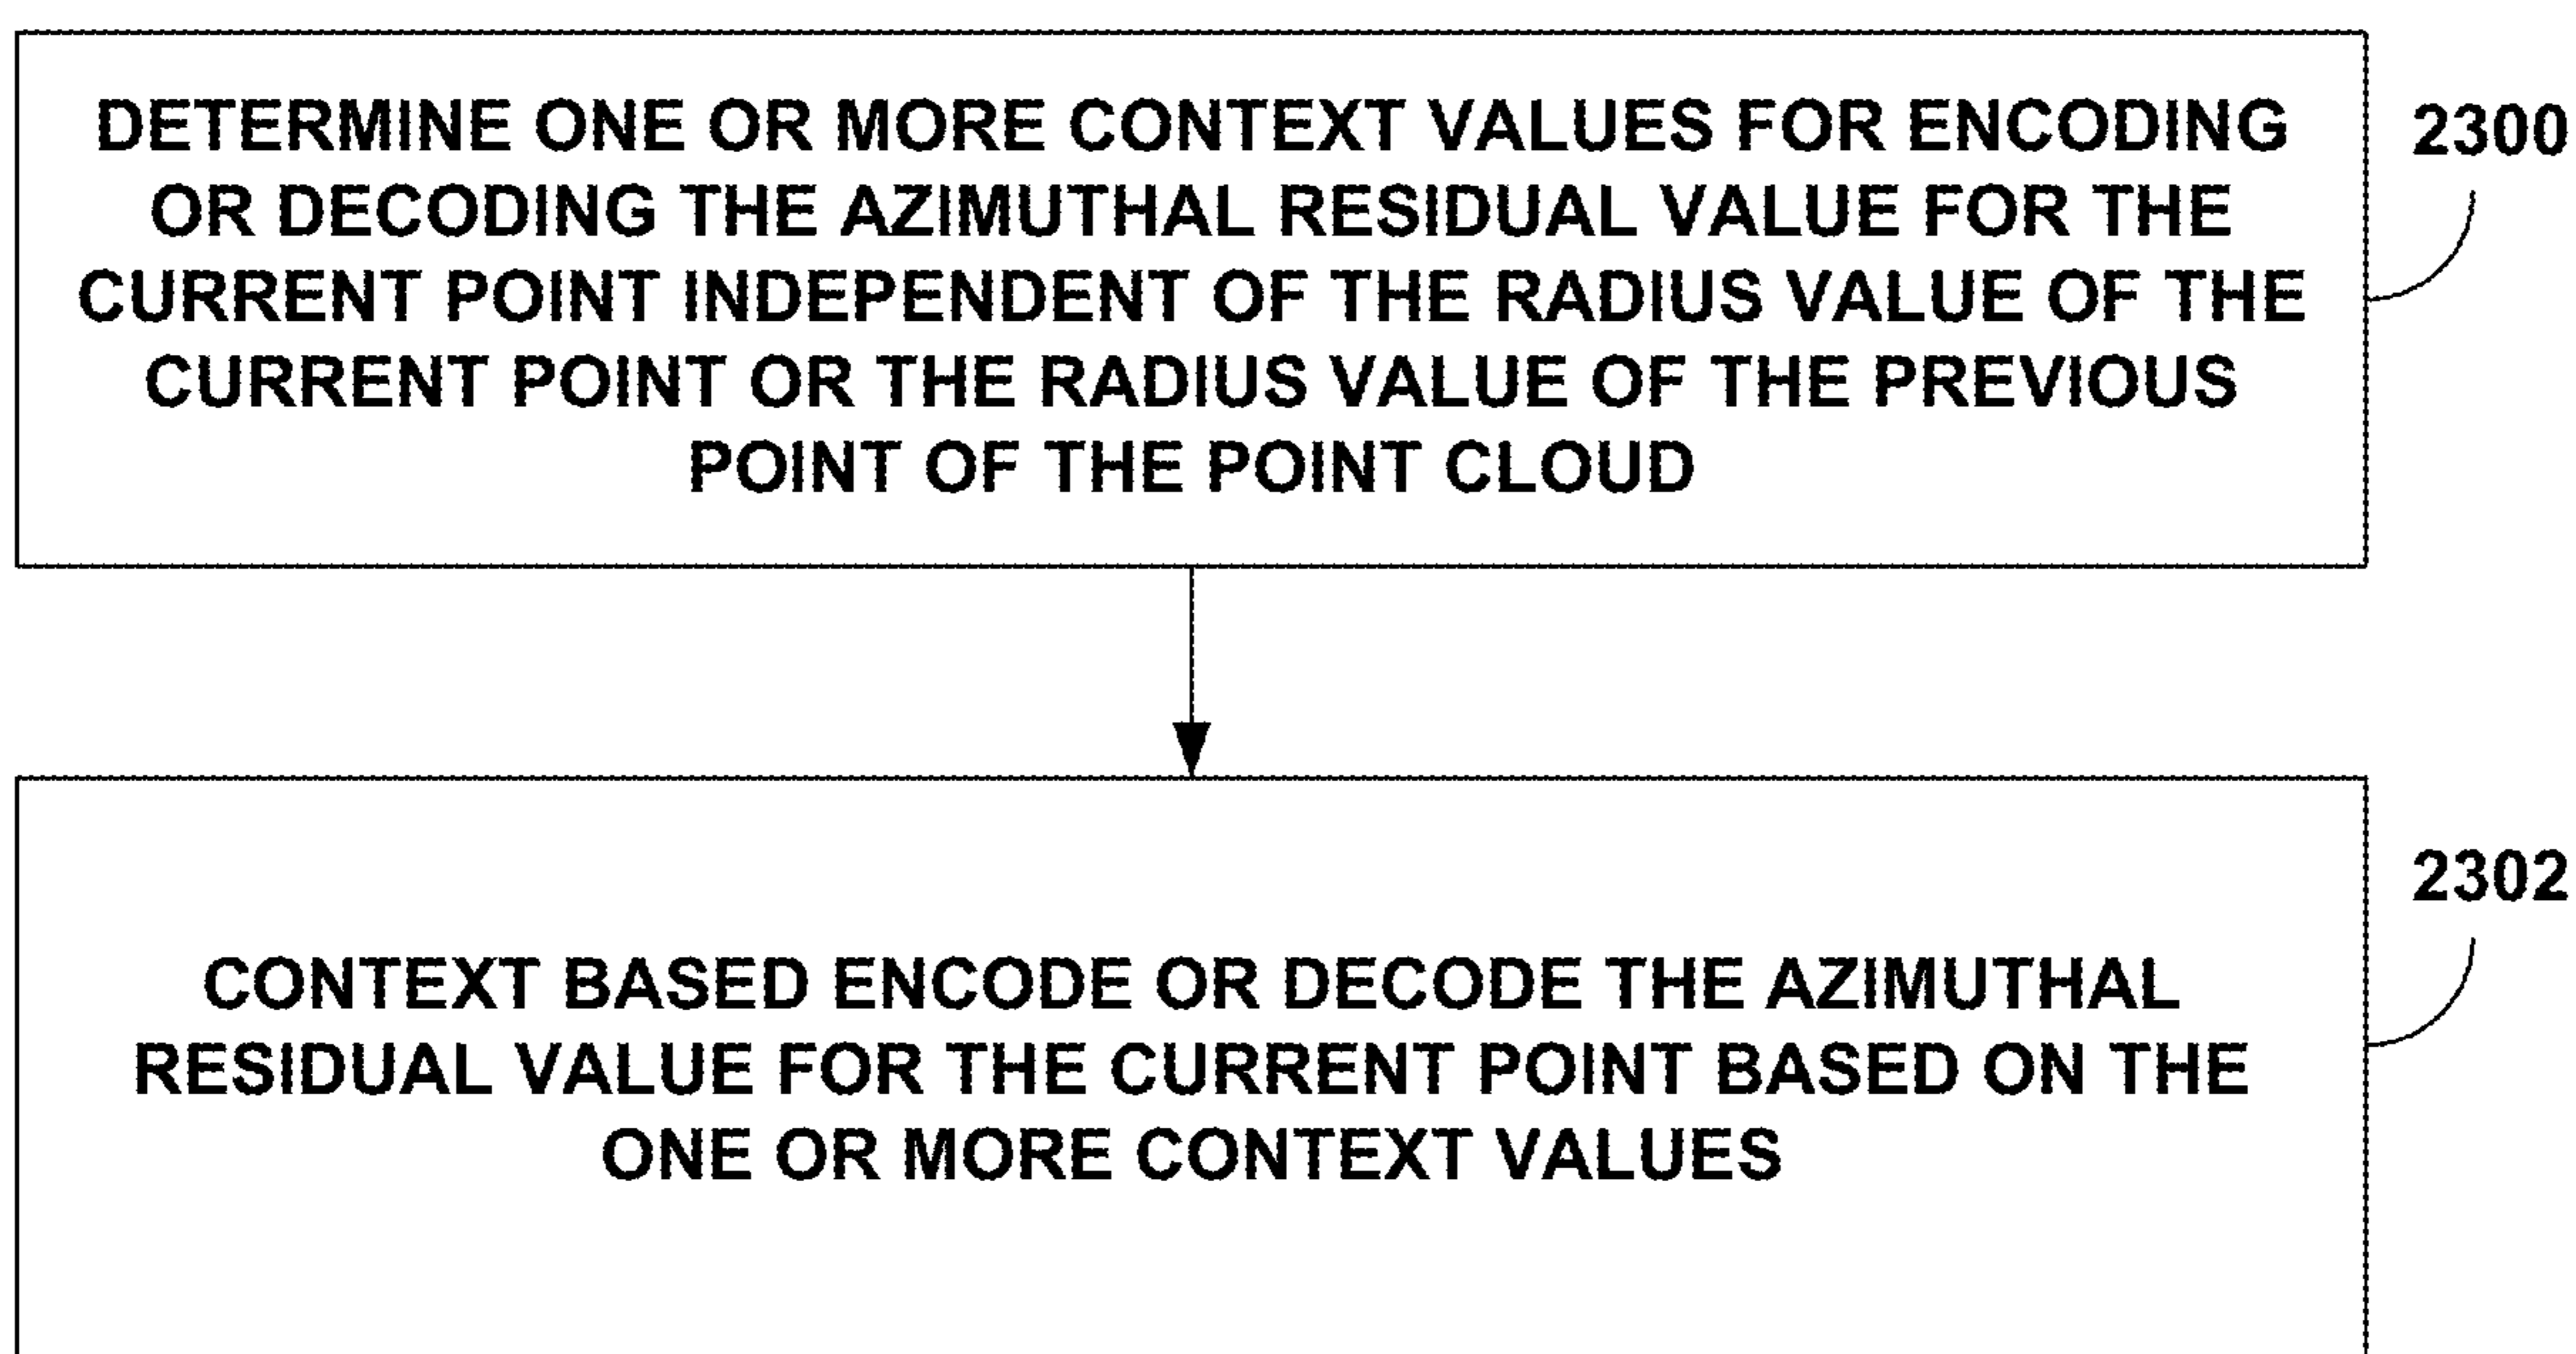 DETERMINE ONE OR MORE CONTEXT VALUES FOR ENCODING
OR DECODING THE AZIMUTHAL RESIDUAL VALUE FOR THE
CURRENT POINT INDEPENDENT OF THE RADIUS VALUE OF THE
CURRENT POINT OR THE RADIUS VALUE OF THE PREVIOUS
POINT OF THE POINT CLOUD
2300
CONTEXT BASED ENCODE OR DECODE THE AZIMUTHAL
RESIDUAL VALUE FOR THE CURRENT POINT BASED ON THE
ONE OR MORE CONTEXT VALUES
2302